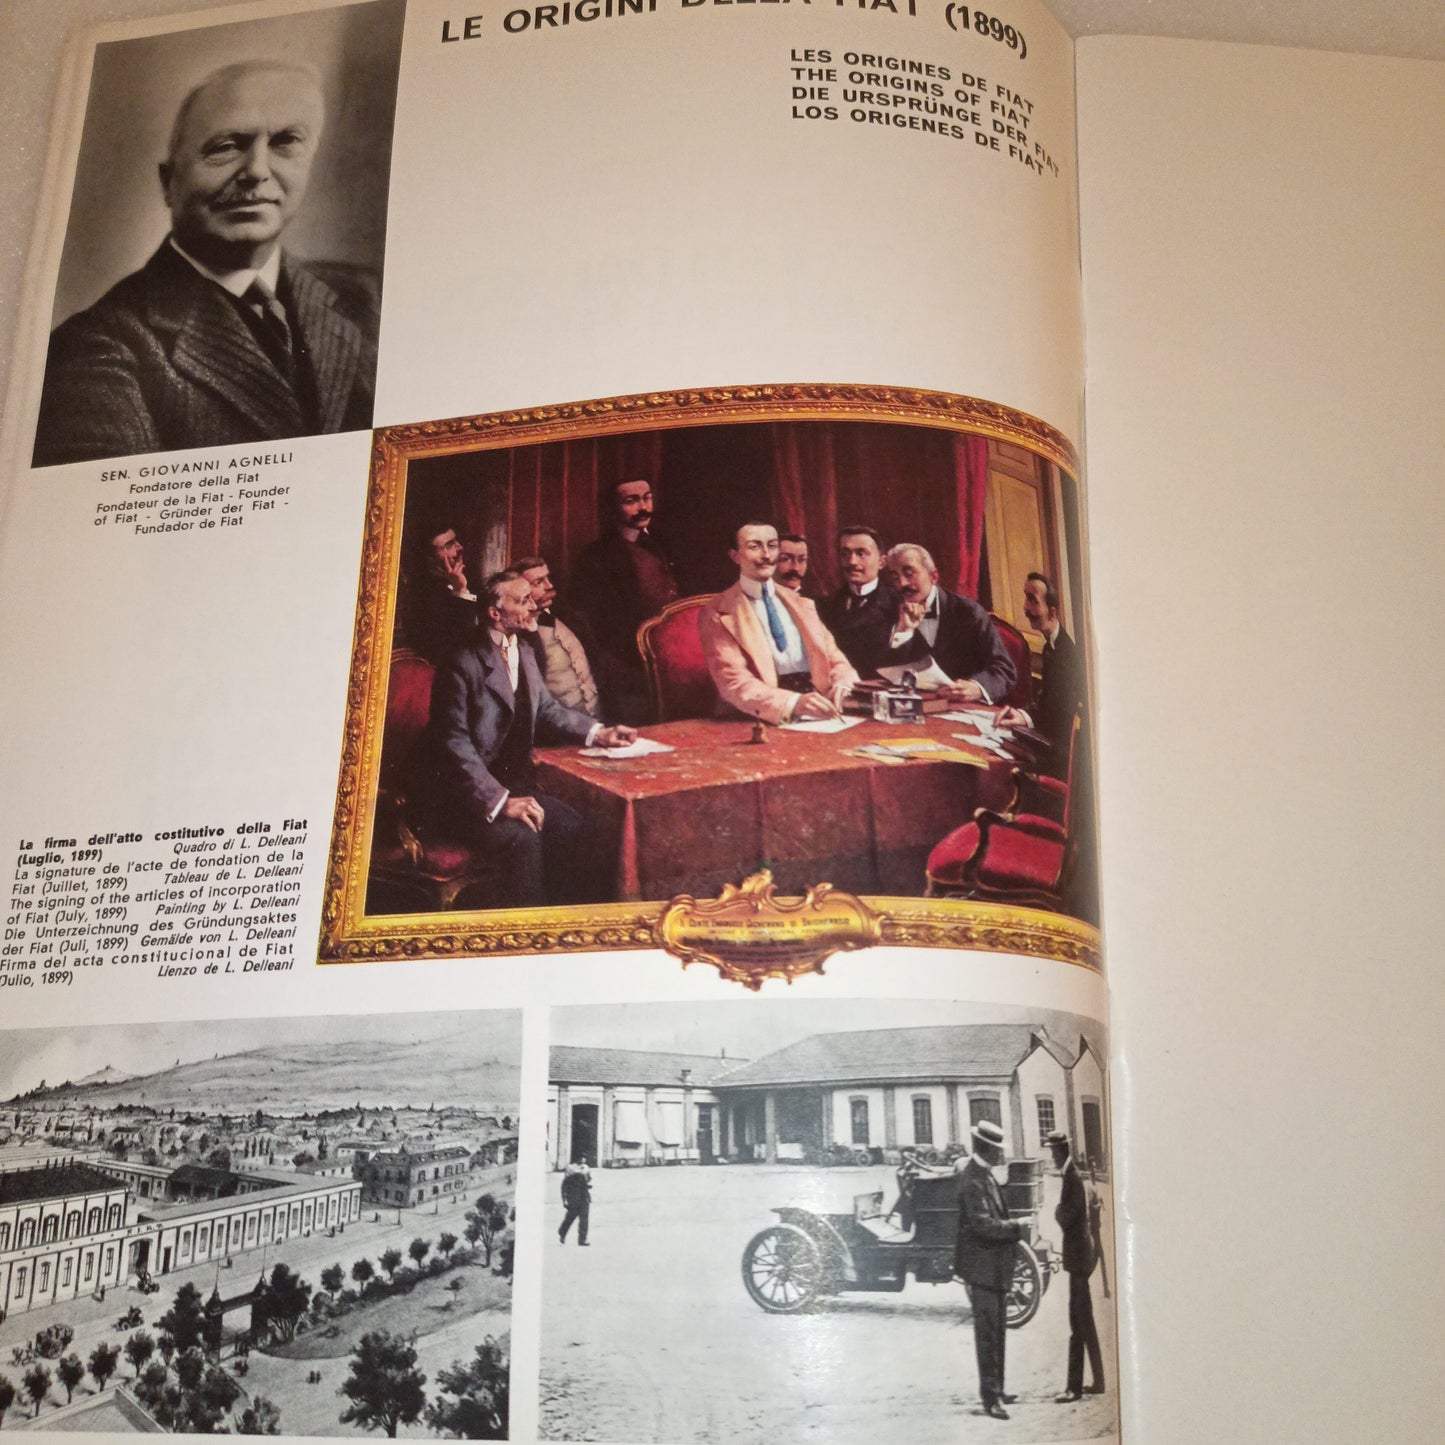 LE ORIGINI DELLA FIAT (1899)
LES ORIGINES DE FIAT
THE ORIGINS OF FIAT
DIE URSPRÜNGE DER FIAT
LOS ORIGENES DE FIAT
SEN. GIOVANNI AGNELLI
Fondatore della Fiat
Fondateur de la Fiat - Founder
of Fiat - Gründer der Fiat -
Fundador de Fiat
La firma dell'atto costitutivo della Fiat
(Luglio, 1899) Quadro di L. Delleani
La signature de l'acte de fondation de la
Fiat (Juillet, 1899) Tableau de L. Delleani
The signing of the articles of incorporation
of Fiat (July, 1899) Painting by L. Delleani
Die Unterzeichnung des Gründungsaktes
der Fiat (Juli, 1899) Gemälde von L. Delleani
Firma del acta constitucional de Fiat
(Julio, 1899) Lienzo de L. Delleani